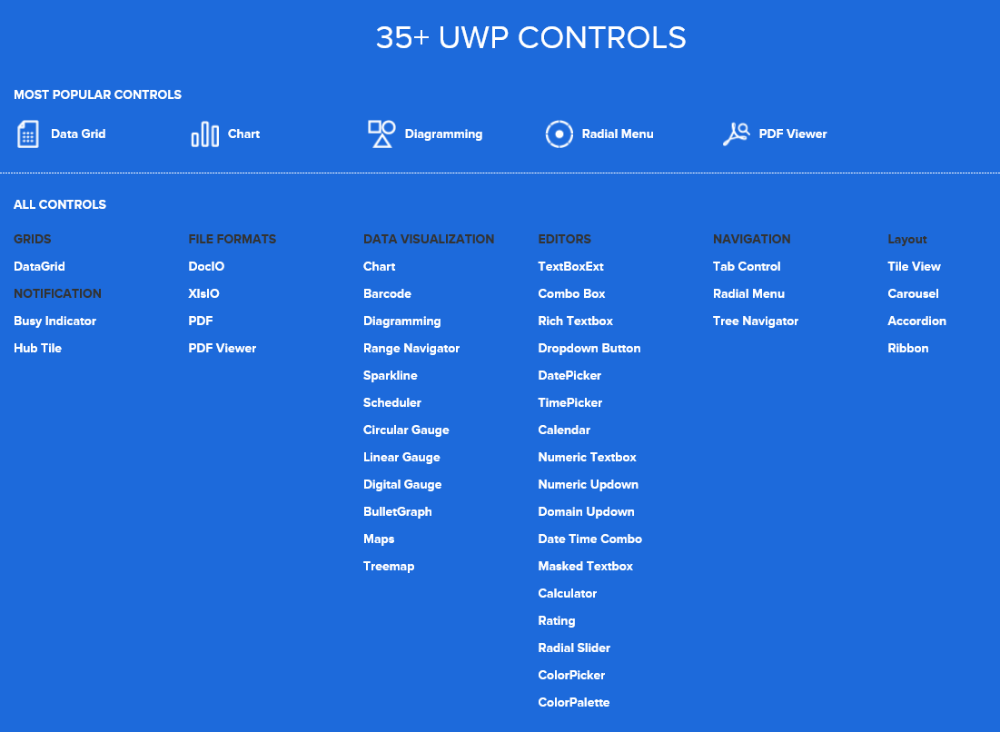 35+ UWP CONTROLS
MOST POPULAR CONTROLS
Data Grid
Chart
Diagramming
Radial Menu
PDF Viewer
ALL CONTROLS
GRIDS
DataGrid
NOTIFICATION
Busy Indicator
Hub Tile
FILE FORMATS
DocIO
XlsIO
PDF
PDF Viewer
DATA VISUALIZATION
Chart
Barcode
Diagramming
Range Navigator
Sparkline
Scheduler
Circular Gauge
Linear Gauge
Digital Gauge
BulletGraph
Maps
Treemap
EDITORS
TextBoxExt
Combo Box
Rich Textbox
Dropdown Button
DatePicker
TimePicker
Calendar
Numeric Textbox
Numeric Updown
Domain Updown
Date Time Combo
Masked Textbox
Calculator
Rating
Radial Slider
ColorPicker
ColorPalette
NAVIGATION
Tab Control
Radial Menu
Tree Navigator
Layout
Tile View
Carousel
Accordion
Ribbon